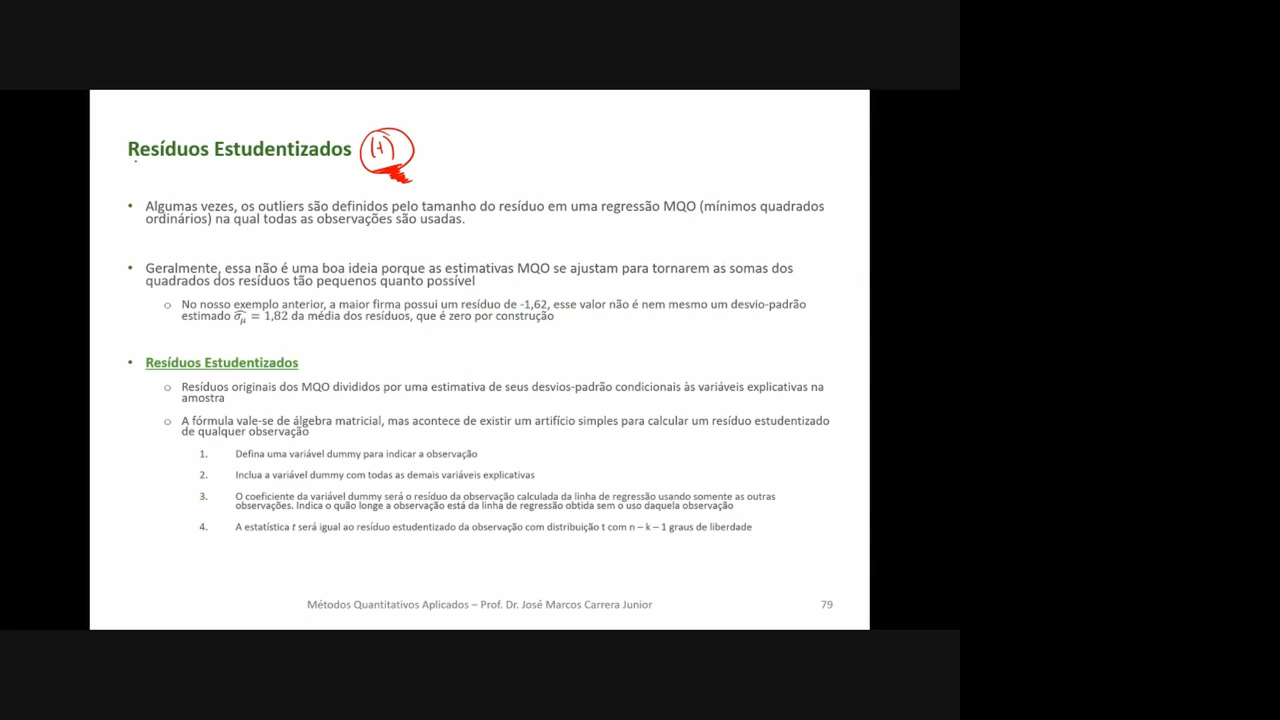 Resíduos Estudentizados (t)
• Algumas vezes, os outliers são definidos pelo tamanho do resíduo em uma regressão MQO (mínimos quadrados
ordinários) na qual todas as observações são usadas.
• Geralmente, essa não é uma boa ideia porque as estimativas MQO se ajustam para tornarem as somas dos
quadrados dos resíduos tão pequenos quanto possível
o No nosso exemplo anterior, a maior firma possui um resíduo de -1,62, esse valor não é nem mesmo um desvio-padrão
estimado σ̂_μ = 1,82 da média dos resíduos, que é zero por construção
• Resíduos Estudentizados
o Resíduos originais dos MQO divididos por uma estimativa de seus desvios-padrão condicionais às variáveis explicativas na
amostra
o A fórmula vale-se de álgebra matricial, mas acontece de existir um artifício simples para calcular um resíduo estudentizado
de qualquer observação
1. Defina uma variável dummy para indicar a observação
2. Inclua a variável dummy com todas as demais variáveis explicativas
3. O coeficiente da variável dummy será o resíduo da observação calculada da linha de regressão usando somente as outras
observações. Indica o quão longe a observação está da linha de regressão obtida sem o uso daquela observação
4. A estatística t será igual ao resíduo estudentizado da observação com distribuição t com n – k – 1 graus de liberdade
Métodos Quantitativos Aplicados – Prof. Dr. José Marcos Carrera Junior
79